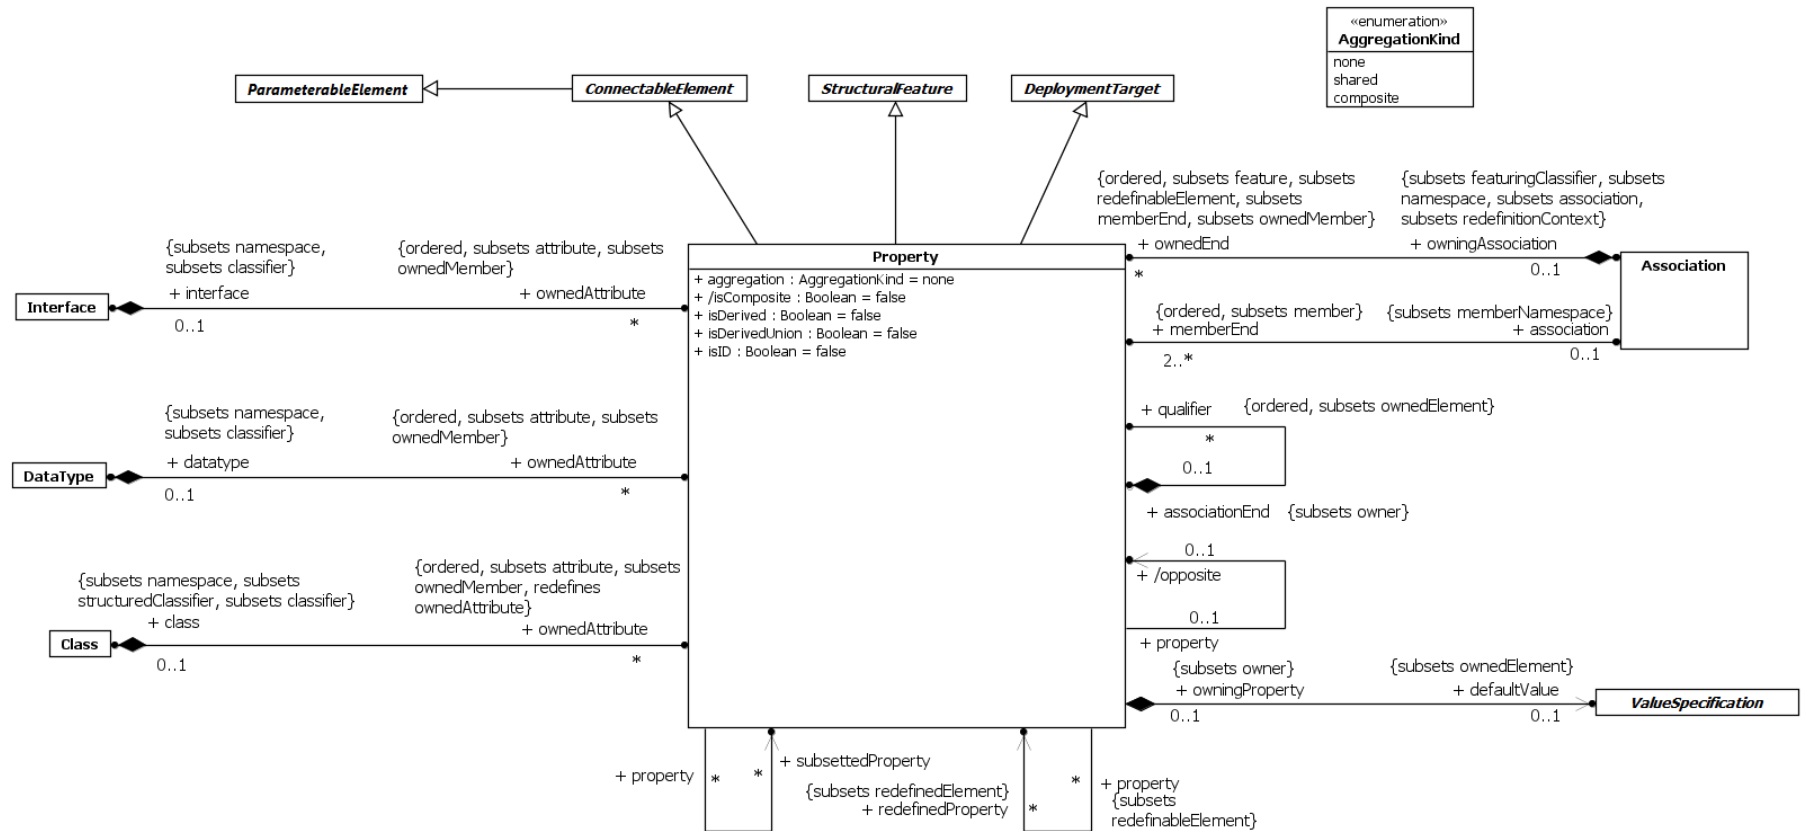 «enumeration»
AggregationKind
none
shared
composite
ParameterableElement
ConnectableElement
StructuralFeature
DeploymentTarget
{ordered, subsets feature, subsets
redefinableElement, subsets
memberEnd, subsets ownedMember}
+ ownedEnd
*
{subsets featuringClassifier, subsets
namespace, subsets association,
subsets redefinitionContext}
+ owningAssociation
0..1
Association
{subsets namespace,
subsets classifier}
+ interface
0..1
{ordered, subsets attribute, subsets
ownedMember}
+ ownedAttribute
*
Interface
Property
+ aggregation : AggregationKind = none
+ /isComposite : Boolean = false
+ isDerived : Boolean = false
+ isDerivedUnion : Boolean = false
+ isID : Boolean = false
{ordered, subsets member}
+ memberEnd
2..*
{subsets memberNamespace}
+ association
0..1
{subsets namespace,
subsets classifier}
+ datatype
0..1
{ordered, subsets attribute, subsets
ownedMember}
+ ownedAttribute
*
DataType
+ qualifier
{ordered, subsets ownedElement}
*
0..1
+ associationEnd
{subsets owner}
0..1
+ /opposite
0..1
+ property
{subsets namespace, subsets
structuredClassifier, subsets classifier}
+ class
0..1
{ordered, subsets attribute, subsets
ownedMember, redefines
ownedAttribute}
+ ownedAttribute
*
Class
{subsets owner}
+ owningProperty
0..1
{subsets ownedElement}
+ defaultValue
0..1
ValueSpecification
+ property
*
*
+ subsettedProperty
{subsets redefinedElement}
+ redefinedProperty
*
*
+ property
{subsets
redefinableElement}